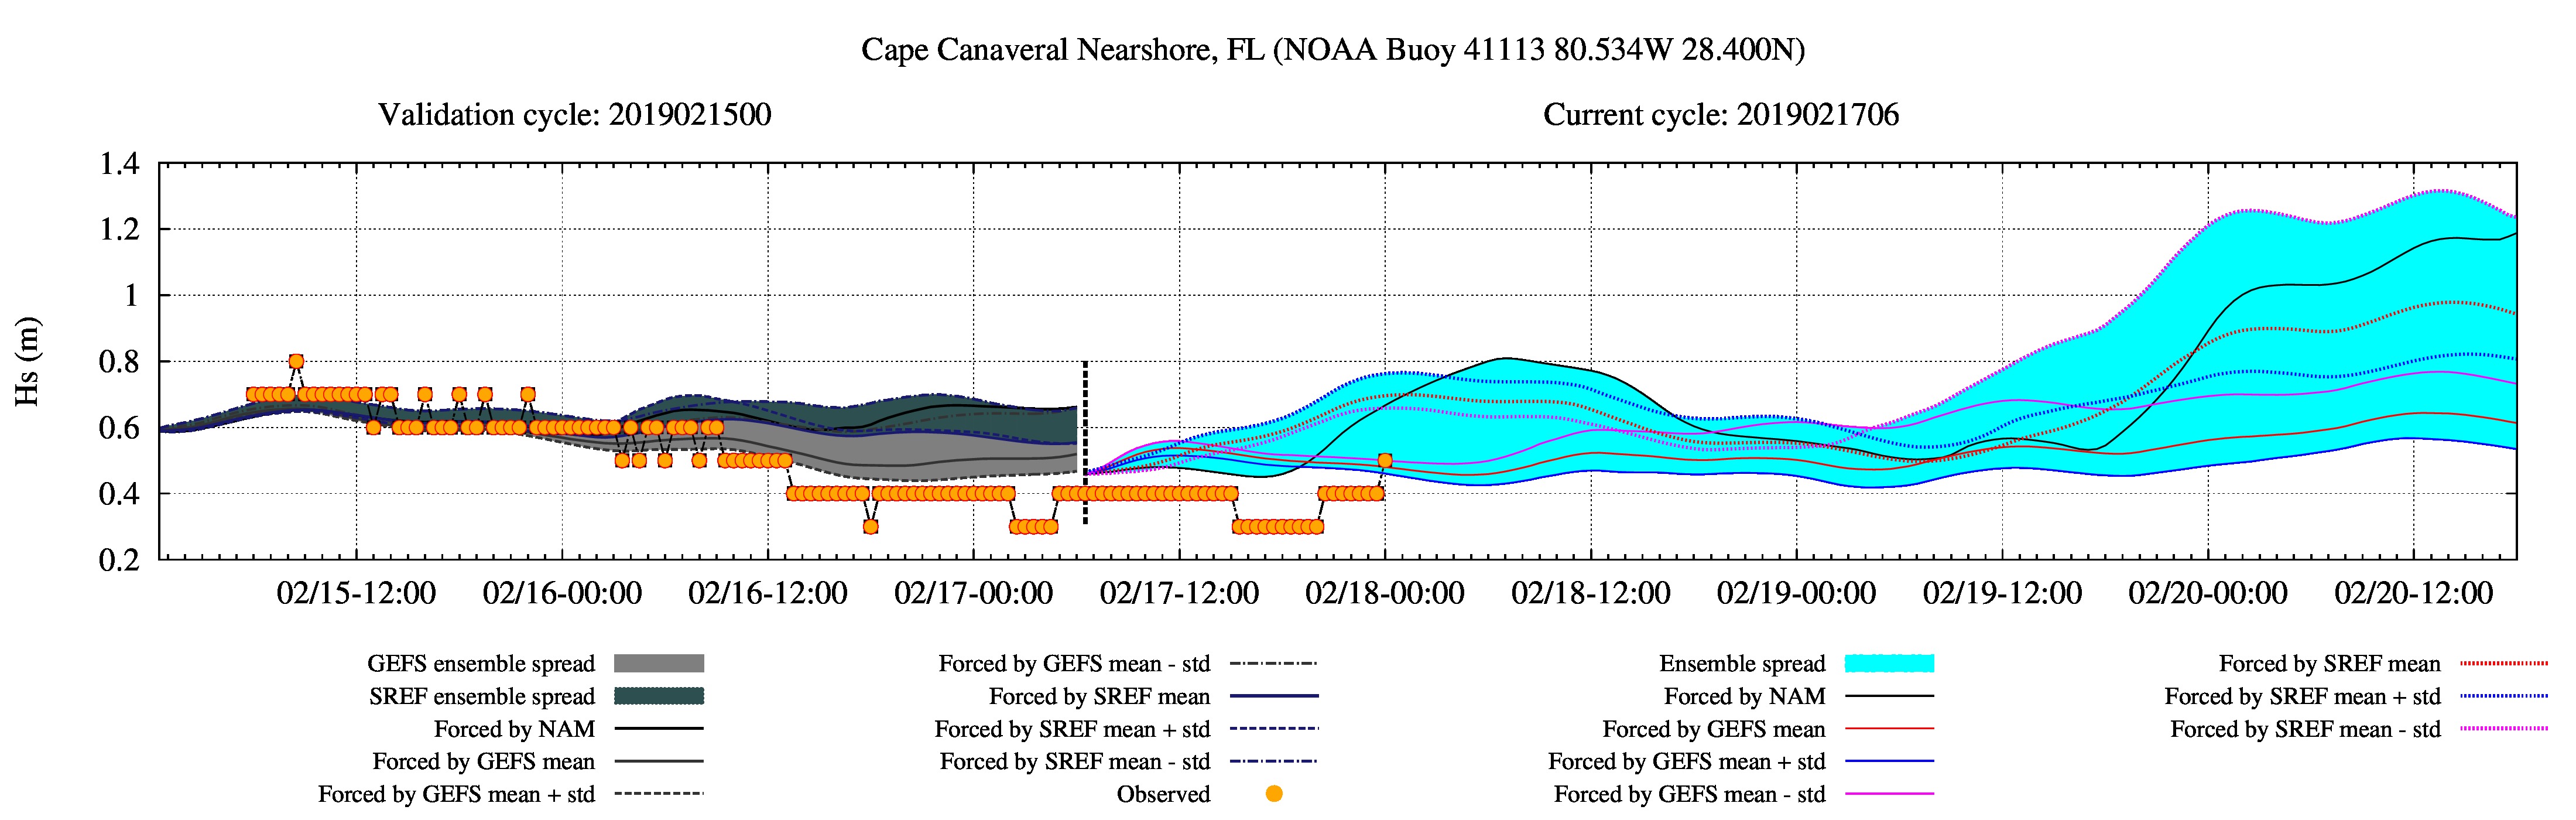 Cape Canaveral Nearshore, FL (NOAA Buoy 41113 80.534W 28.400N)
Validation cycle: 2019021500
Current cycle: 2019021706
Hs (m)
1.4
1.2
1
0.8
0.6
0.4
0.2
02/15-12:00 02/16-00:00 02/16-12:00 02/17-00:00 02/17-12:00 02/18-00:00 02/18-12:00 02/19-00:00 02/19-12:00 02/20-00:00 02/20-12:00
GEFS ensemble spread
SREF ensemble spread
Forced by NAM
Forced by GEFS mean
Forced by GEFS mean + std
Forced by GEFS mean - std
Forced by SREF mean
Forced by SREF mean + std
Forced by SREF mean - std
Observed
Ensemble spread
Forced by NAM
Forced by GEFS mean
Forced by GEFS mean + std
Forced by GEFS mean - std
Forced by SREF mean
Forced by SREF mean + std
Forced by SREF mean - std